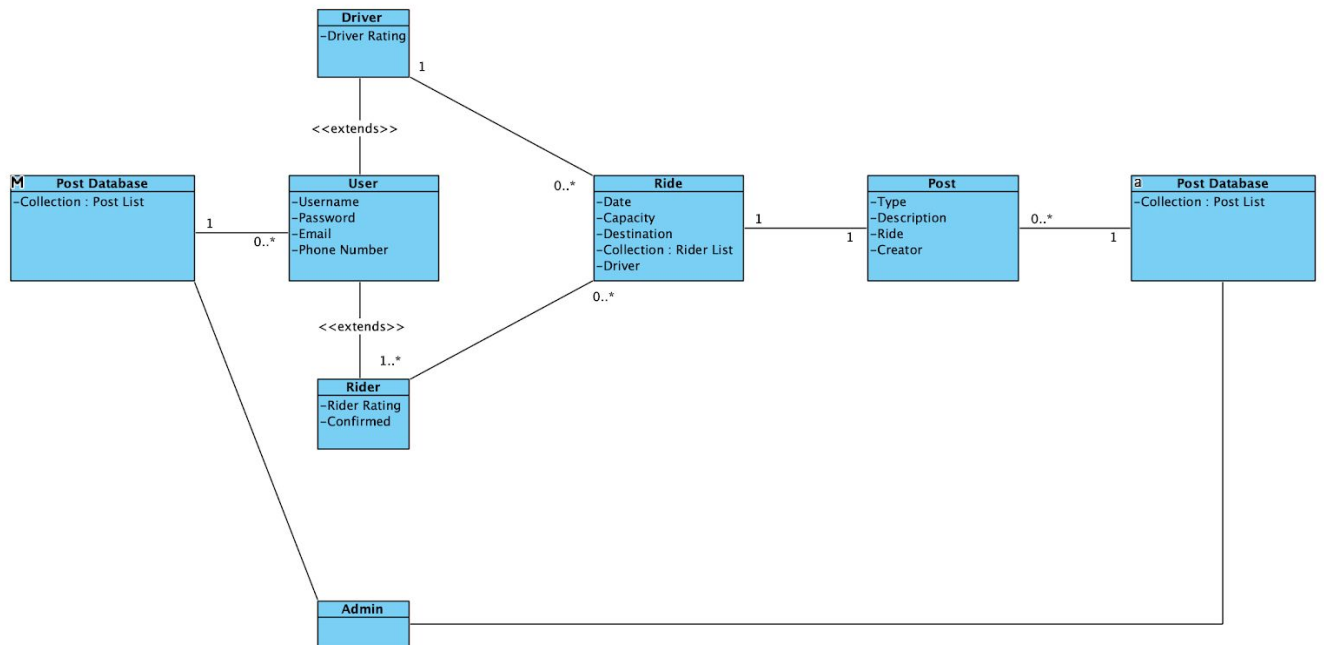 Driver
-Driver Rating
1
<<extends>>
M
Post Database
-Collection : Post List
1
0..*
User
-Username
-Password
-Email
-Phone Number
0..*
Ride
-Date
-Capacity
-Destination
-Collection : Rider List
-Driver
1
1
Post
-Type
-Description
-Ride
-Creator
0..*
1
a
Post Database
-Collection : Post List
0..*
<<extends>>
1..*
Rider
-Rider Rating
-Confirmed
Admin